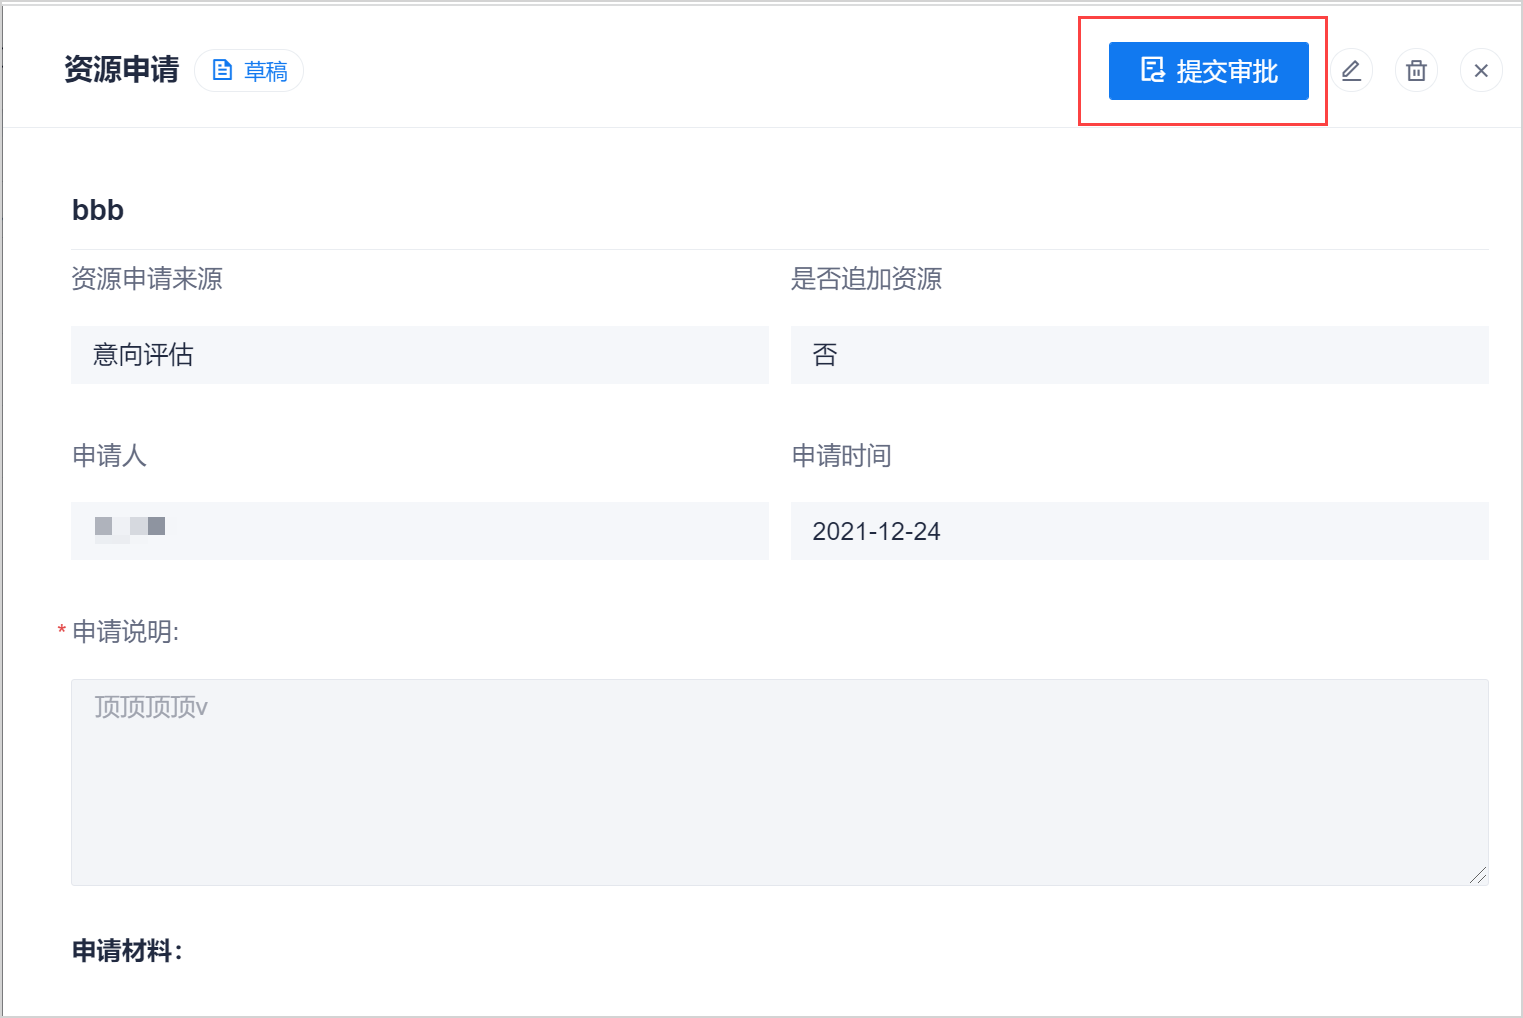 资源申请 草稿 提交审批
bbb
资源申请来源 是否追加资源
意向评估 否
申请人 申请时间
2021-12-24
* 申请说明:
顶顶顶顶v
申请材料：